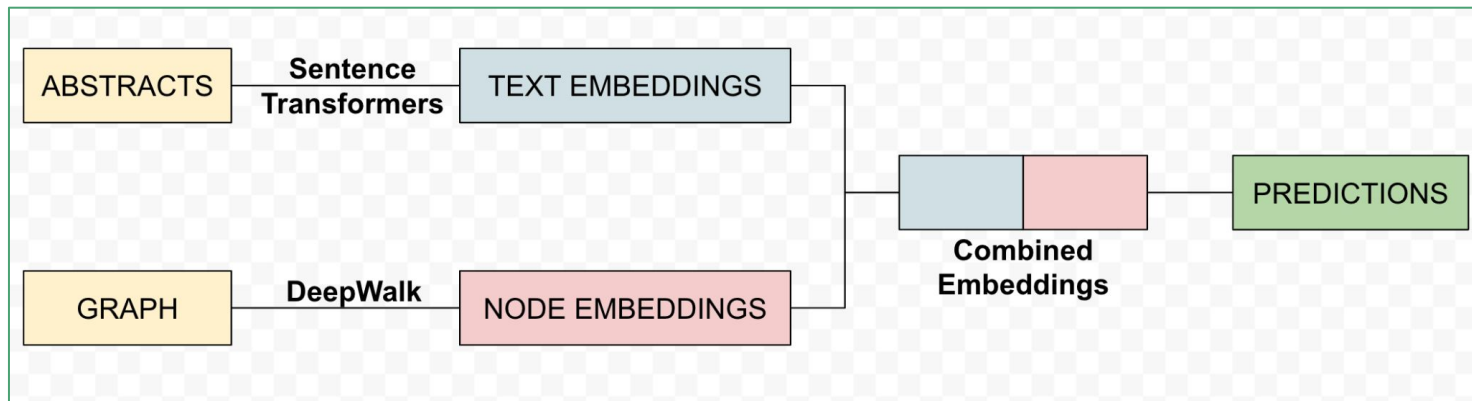 ABSTRACTS
Sentence
Transformers
TEXT EMBEDDINGS
GRAPH
DeepWalk
NODE EMBEDDINGS
Combined
Embeddings
PREDICTIONS